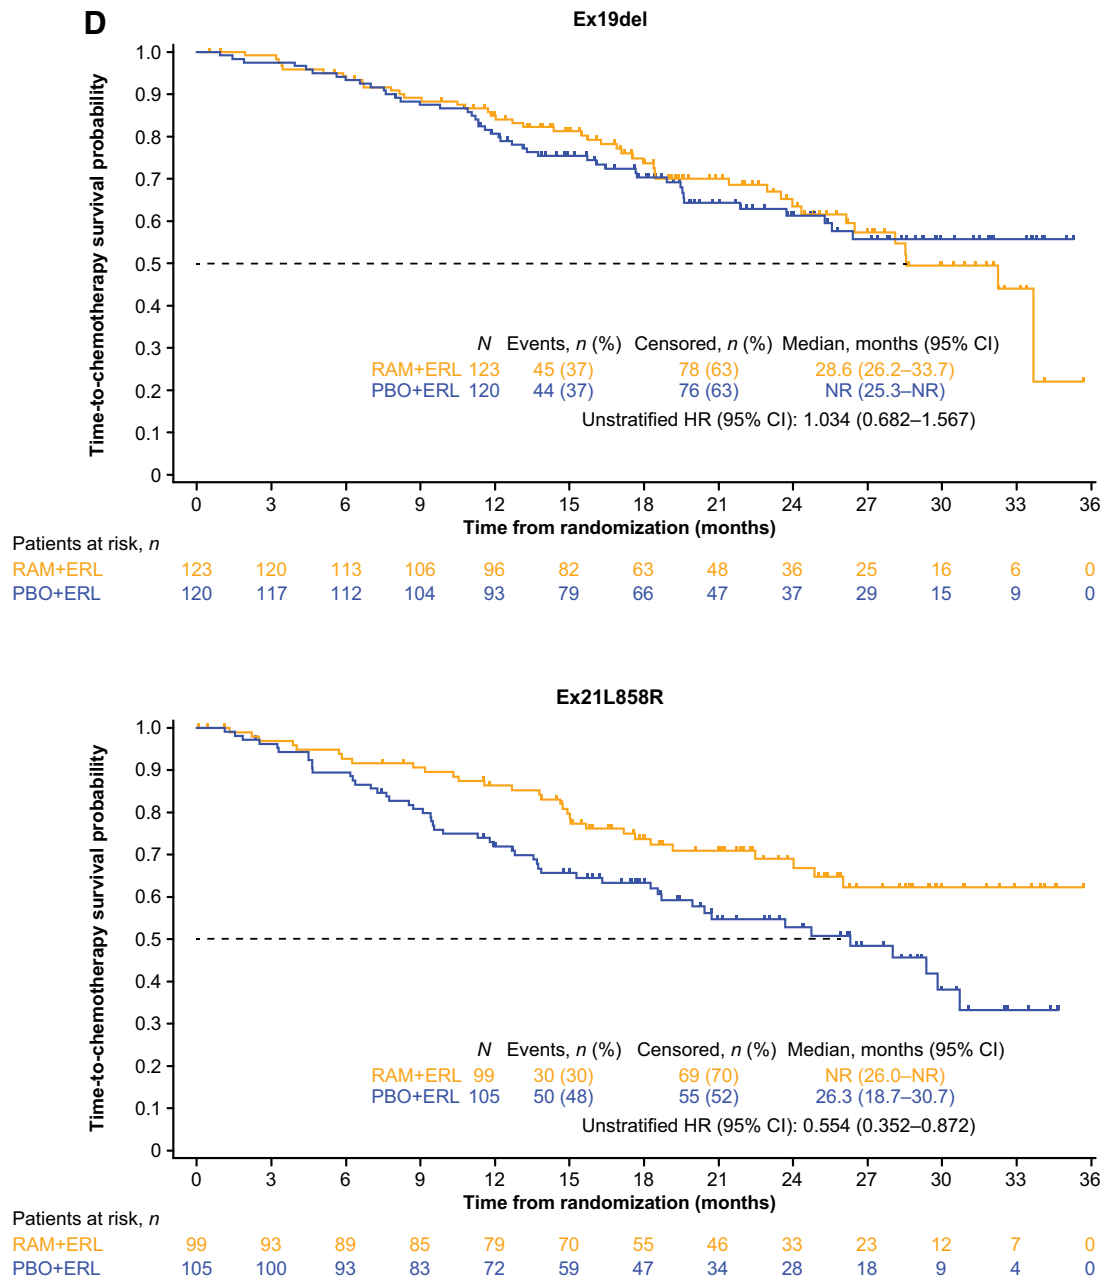 D
Ex19del
Time-to-chemotherapy survival probability
1.0
0.9
0.8
0.7
0.6
0.5
0.4
0.3
0.2
0.1
0
N Events, n (%) Censored, n (%) Median, months (95% CI)
RAM+ERL 123 45 (37) 78 (63) 28.6 (26.2–33.7)
PBO+ERL 120 44 (37) 76 (63) NR (25.3–NR)
Unstratified HR (95% CI): 1.034 (0.682–1.567)
0 3 6 9 12 15 18 21 24 27 30 33 36
Time from randomization (months)
Patients at risk, n
RAM+ERL 123 120 113 106 96 82 63 48 36 25 16 6 0
PBO+ERL 120 117 112 104 93 79 66 47 37 29 15 9 0
Ex21L858R
Time-to-chemotherapy survival probability
1.0
0.9
0.8
0.7
0.6
0.5
0.4
0.3
0.2
0.1
0
N Events, n (%) Censored, n (%) Median, months (95% CI)
RAM+ERL 99 30 (30) 69 (70) NR (26.0–NR)
PBO+ERL 105 50 (48) 55 (52) 26.3 (18.7–30.7)
Unstratified HR (95% CI): 0.554 (0.352–0.872)
0 3 6 9 12 15 18 21 24 27 30 33 36
Time from randomization (months)
Patients at risk, n
RAM+ERL 99 93 89 85 79 70 55 46 33 23 12 7 0
PBO+ERL 105 100 93 83 72 59 47 34 28 18 9 4 0